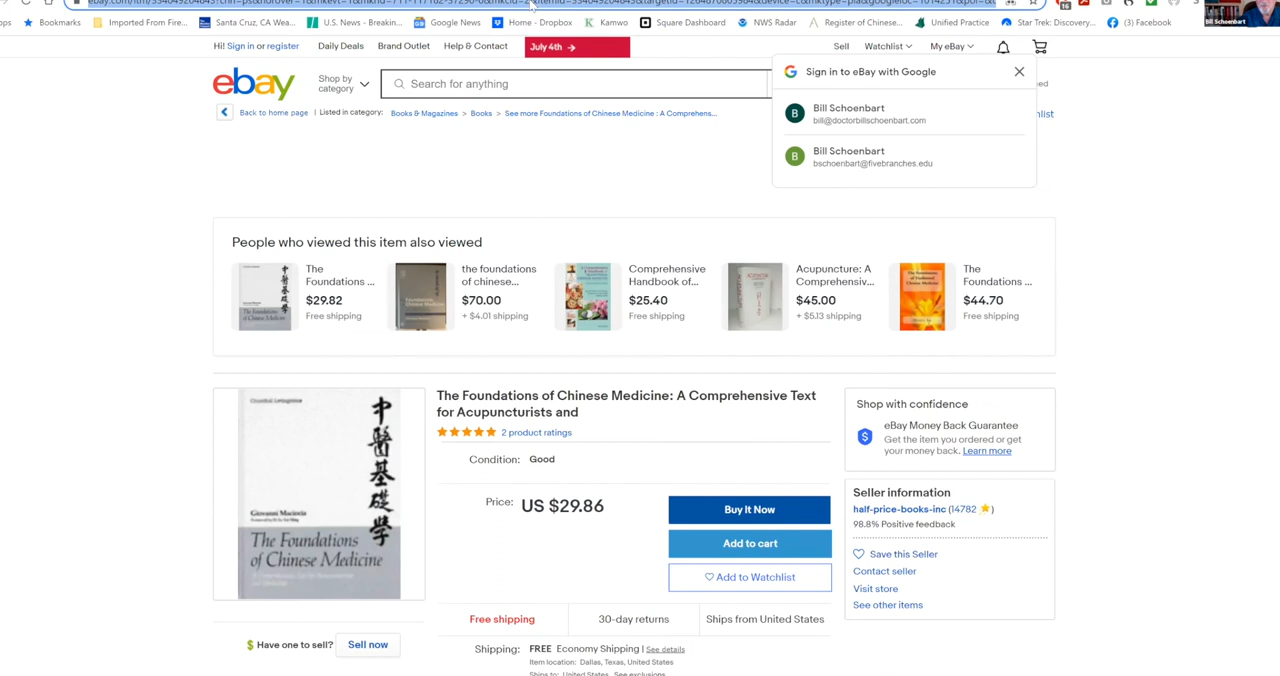 Bookmarks
Imported From Fire...
Santa Cruz, CA Wea...
U.S. News - Breakin...
Google News
Home - Dropbox
Kamwo
Square Dashboard
NWS Radar
Register of Chinese...
Unified Practice
Star Trek: Discovery...
(3) Facebook
Bill Schoenbart
Hi! Sign in or register
Daily Deals
Brand Outlet
Help & Contact
July 4th →
Sell
Watchlist
My eBay
ebay
Shop by category
Search for anything
Sign in to eBay with Google
Bill Schoenbart
bill@doctorbillschoenbart.com
Bill Schoenbart
bschoenbart@fivebranches.edu
Back to home page | Listed in category:
Books & Magazines > Books > See more Foundations of Chinese Medicine : A Comprehens...
People who viewed this item also viewed
The Foundations ...
$29.82
Free shipping
the foundations of chinese...
$70.00
+ $4.01 shipping
Comprehensive Handbook of...
$25.40
Free shipping
Acupuncture: A Comprehensiv...
$45.00
+ $5.13 shipping
The Foundations ...
$44.70
Free shipping
中醫基礎學
Giovanni Maciocia
The Foundations
of Chinese Medicine
The Foundations of Chinese Medicine: A Comprehensive Text
for Acupuncturists and
2 product ratings
Condition: Good
Price: US $29.86
Buy It Now
Add to cart
Add to Watchlist
Free shipping
30-day returns
Ships from United States
Shipping: FREE Economy Shipping | See details
Item location: Dallas, Texas, United States
Ships to: United States See exclusions
Shop with confidence
eBay Money Back Guarantee
Get the item you ordered or get
your money back. Learn more
Seller information
half-price-books-inc (14782 )
98.8% Positive feedback
Save this Seller
Contact seller
Visit store
See other items
Have one to sell? Sell now